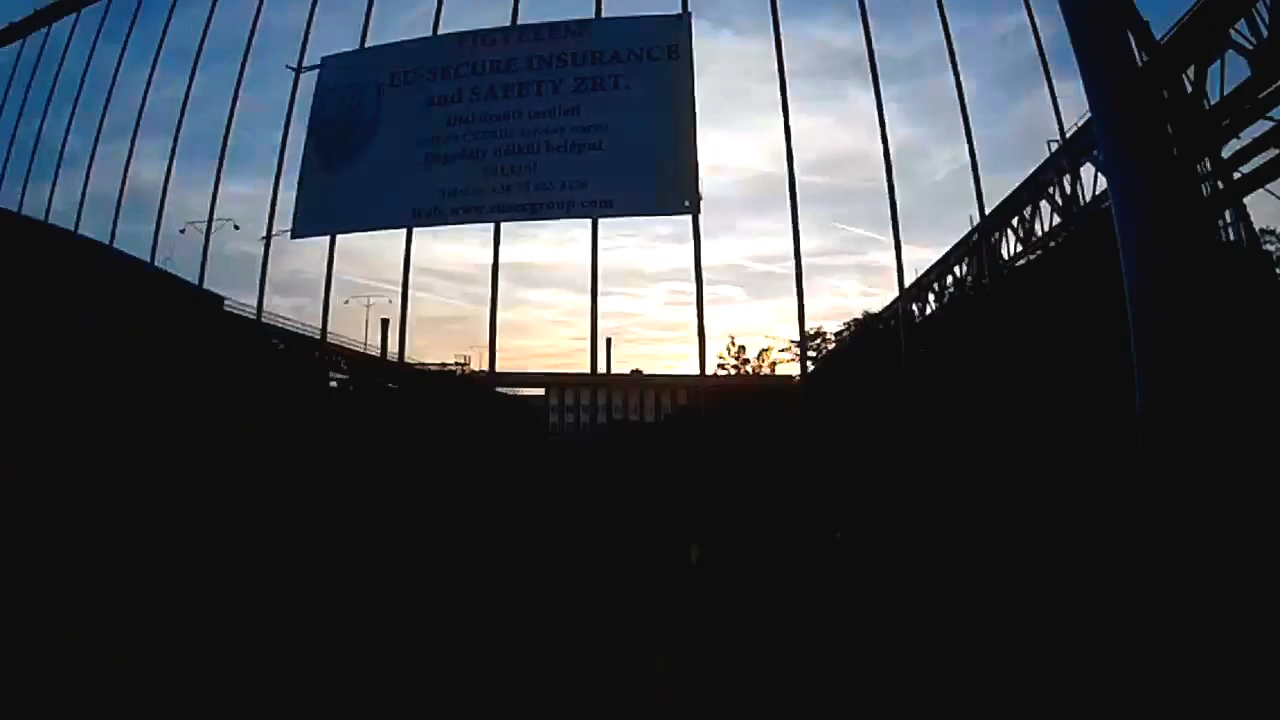 FIGYELEM!
EU-SECURE INSURANCE
and SAFETY ZRT.
által őrzött terület!
Engedély nélkül belépni
TILOS!
Web: www.eusecgroup.com